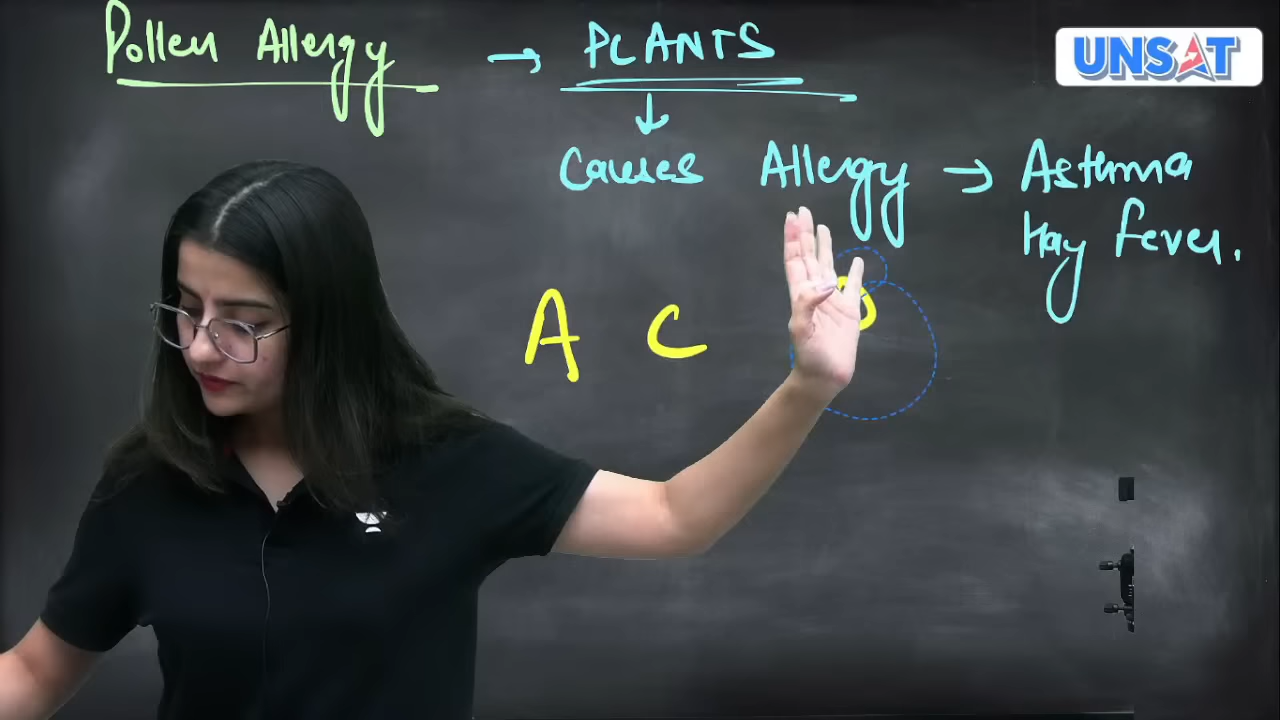 Pollen Allergy → PLANTS
UNSAT
↓
Causes Allergy → Asthma
Hay fever.
A C